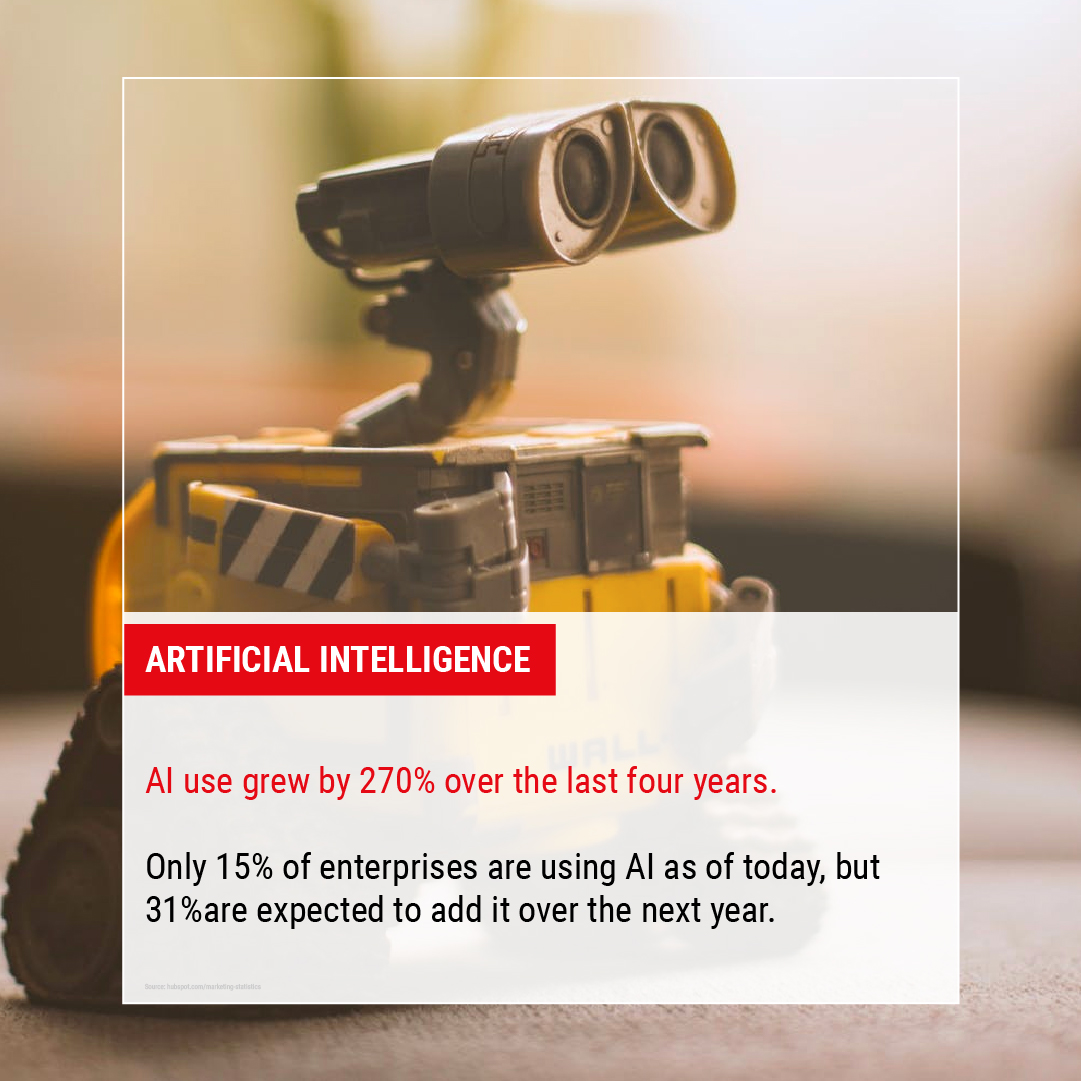 ARTIFICIAL INTELLIGENCE
WALL
AI use grew by 270% over the last four years.
Only 15% of enterprises are using AI as of today, but
31%are expected to add it over the next year.
Source: hubspot.com/marketing-statistics